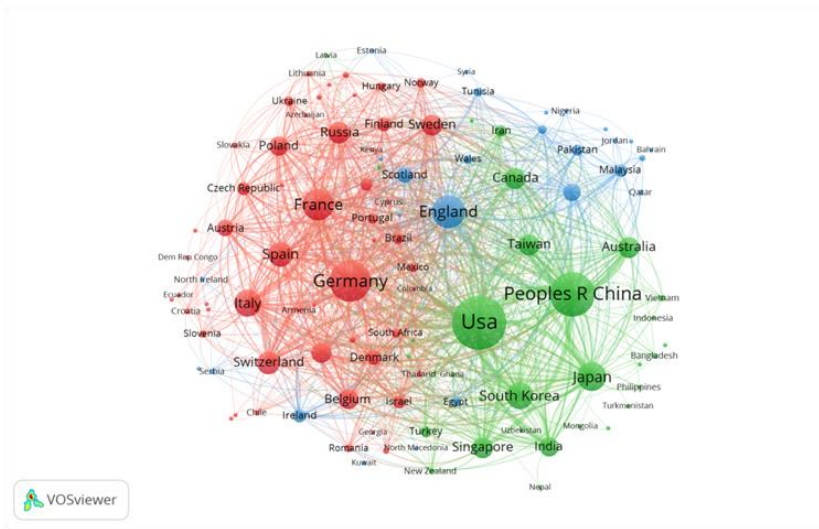 Estonia
Latvia
Lithuania
Syria
Hungary
Norway
Tunisia
Ukraine
Azerbaijan
Nigeria
Russia
Finland
Sweden
Iran
Jordan
Slovakia
Poland
Kenya
Wales
Pakistan
Bahrain
Scotland
Canada
Malaysia
Czech Republic
Qatar
France
Cyprus
England
Portugal
Austria
Brazil
Taiwan
Australia
Spain
Dem Rep Congo
Mexico
North Ireland
Germany
Colombia
Peoples R China
Ecuador
Vietnam
Croatia
Italy
Armenia
Indonesia
Usa
Slovenia
South Africa
Switzerland
Denmark
Bangladesh
Serbia
Thailand
Ghana
Japan
Philippines
Belgium
Israel
Egypt
South Korea
Turkmenistan
Chile
Ireland
Georgia
Turkey
Uzbekistan
Mongolia
Romania
North Macedonia
Singapore
India
Kuwait
New Zealand
Nepal
VOSviewer